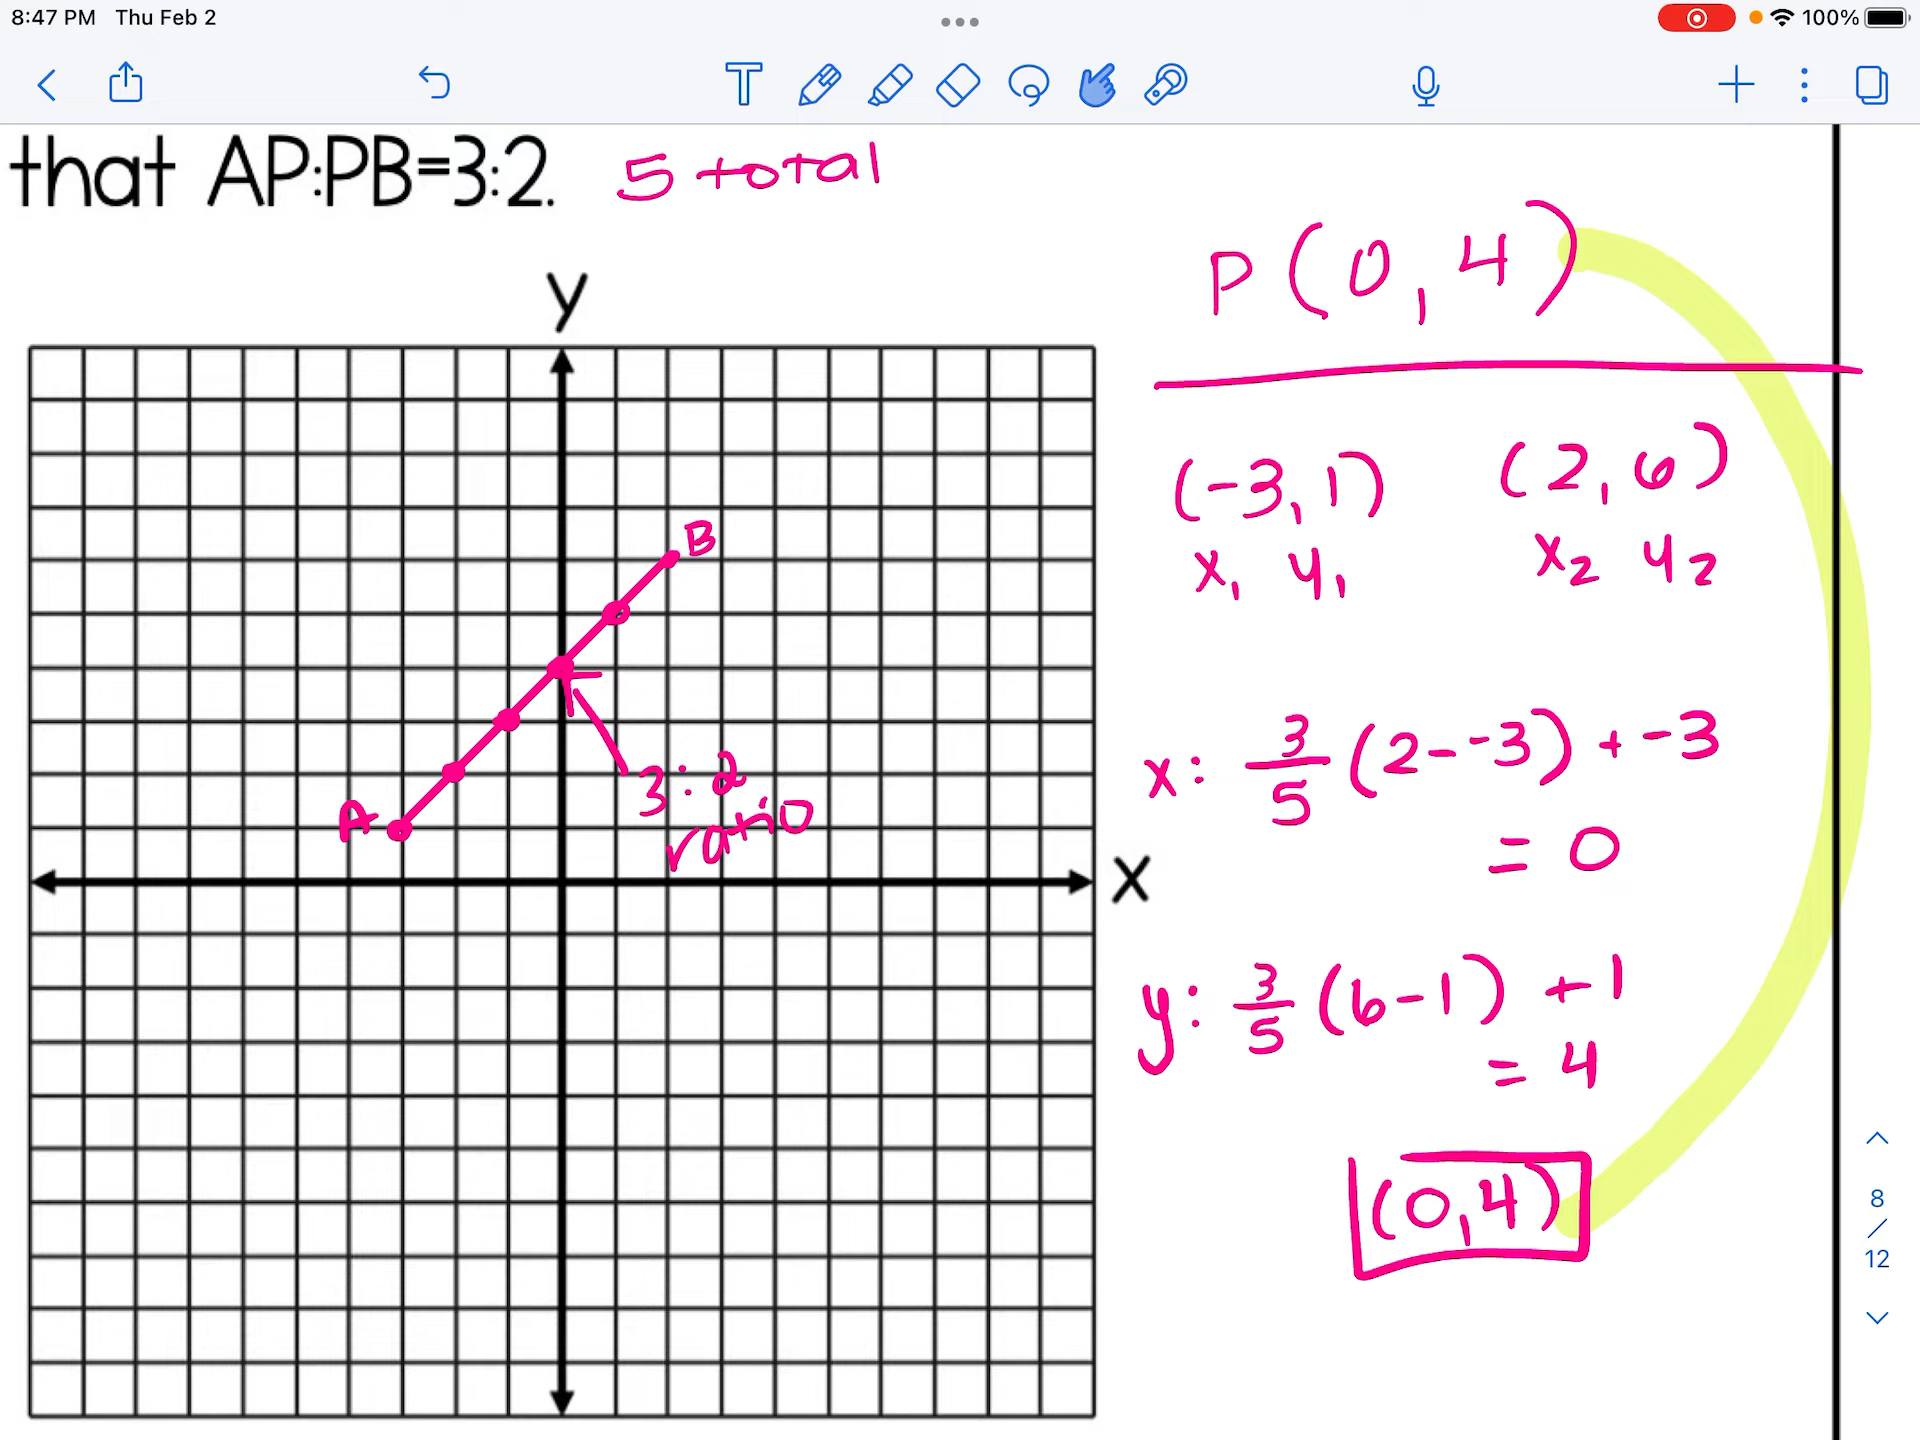 8:47 PM Thu Feb 2
100%
that AP:PB=3:2. 5 total
P(0,4)
y
(-3,1) (2,6)
x₁ y₁ x₂ y₂
B
A
3:2
ratio
x
x: 3/5 (2--3) + -3
= 0
y: 3/5 (6-1) +1
= 4
(0,4)
8
/
12